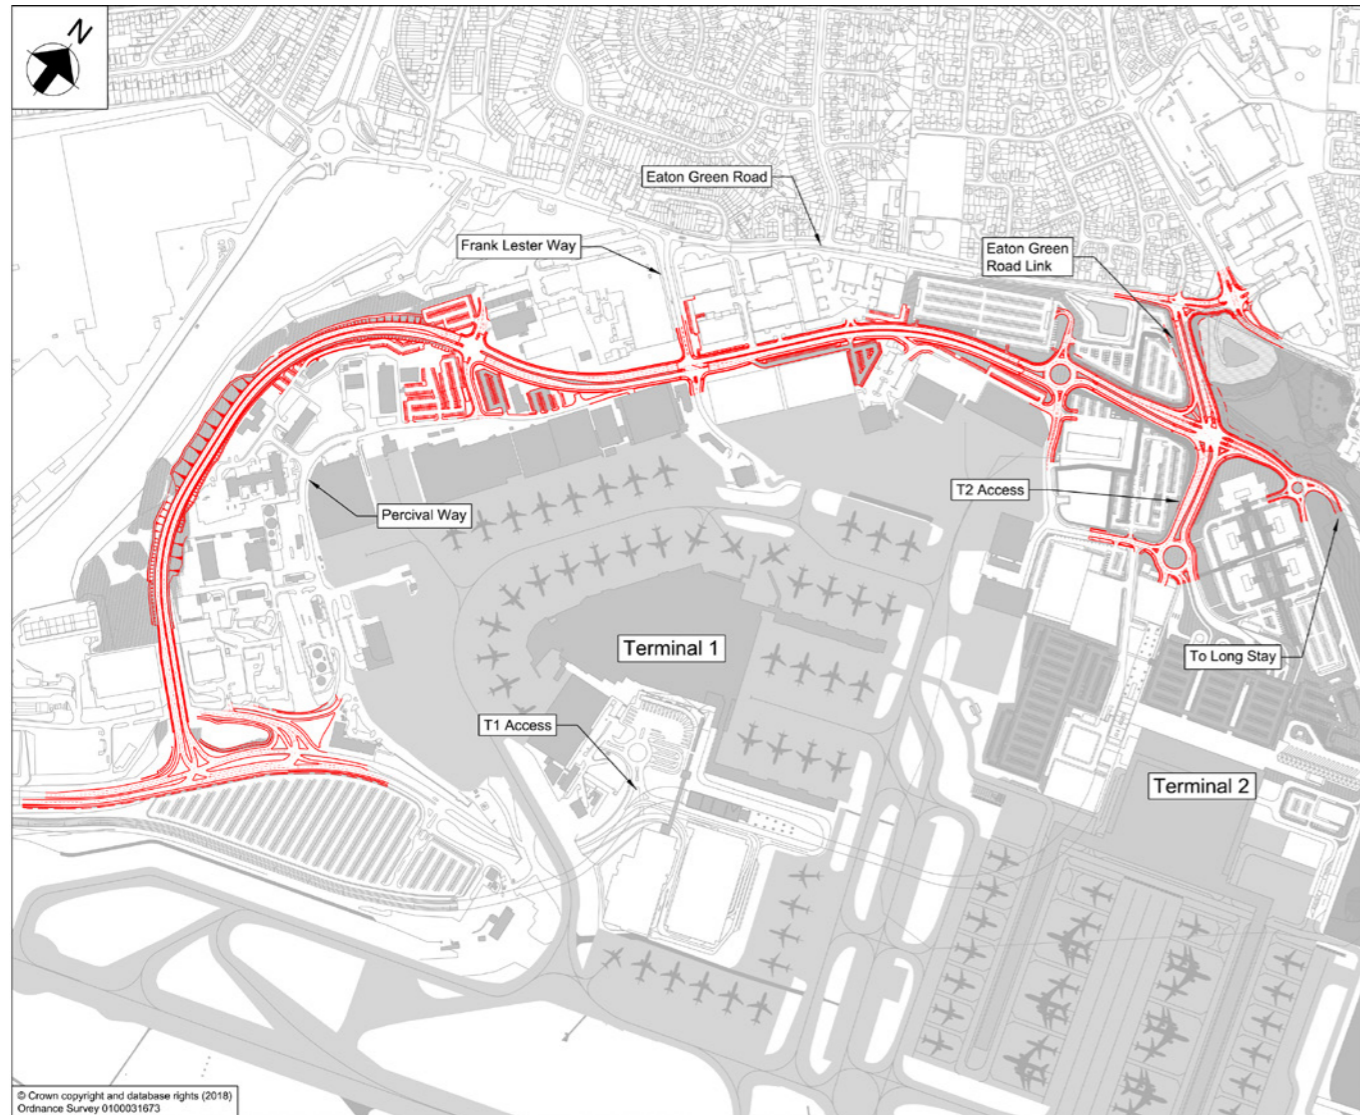 N
Eaton Green Road
Frank Lester Way
Eaton Green
Road Link
T2 Access
Percival Way
Terminal 1
To Long Stay
T1 Access
Terminal 2
© Crown copyright and database rights (2018)
Ordnance Survey 0100031673